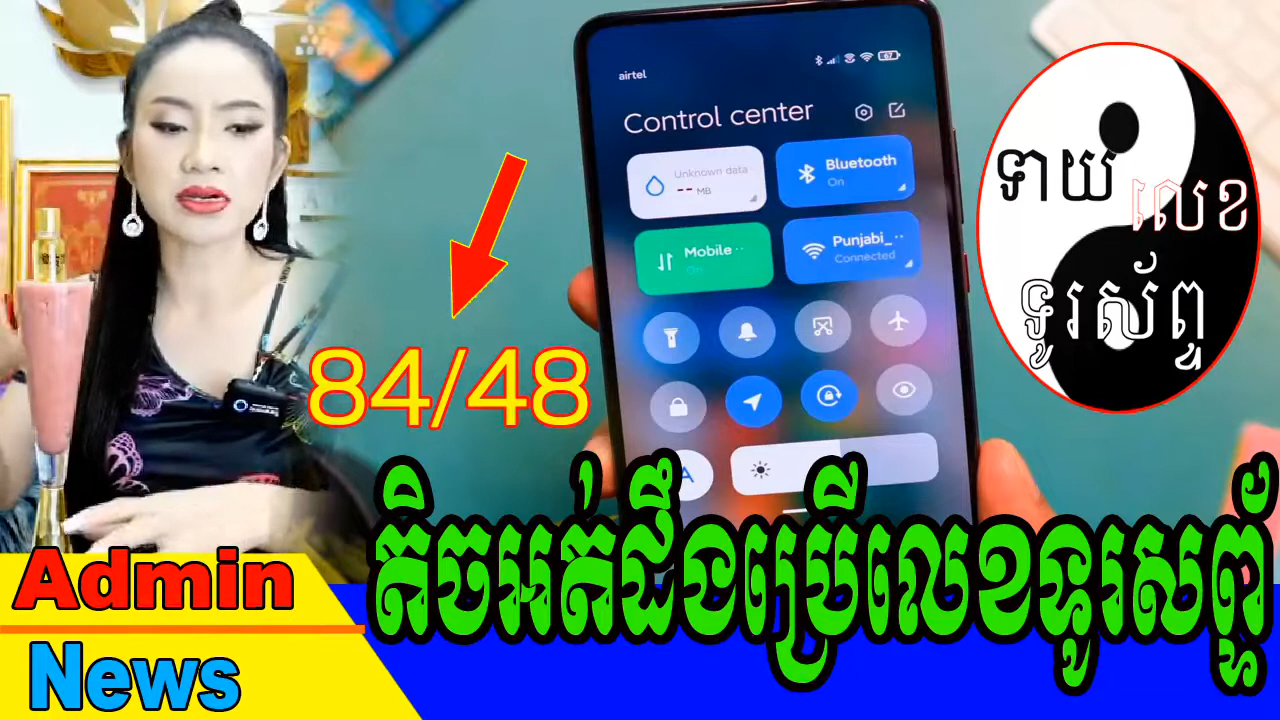 airtel
67
Control center
Unknown data
-- MB
Bluetooth
On
Mobile ··
On
Punjabi_ ··
Connected
A
84/48
ទាយ
លេខ
ទូរស័ព្ទ
តិចអត់ដឹងប្រើលេខទូរសព្ទ័
Admin
News